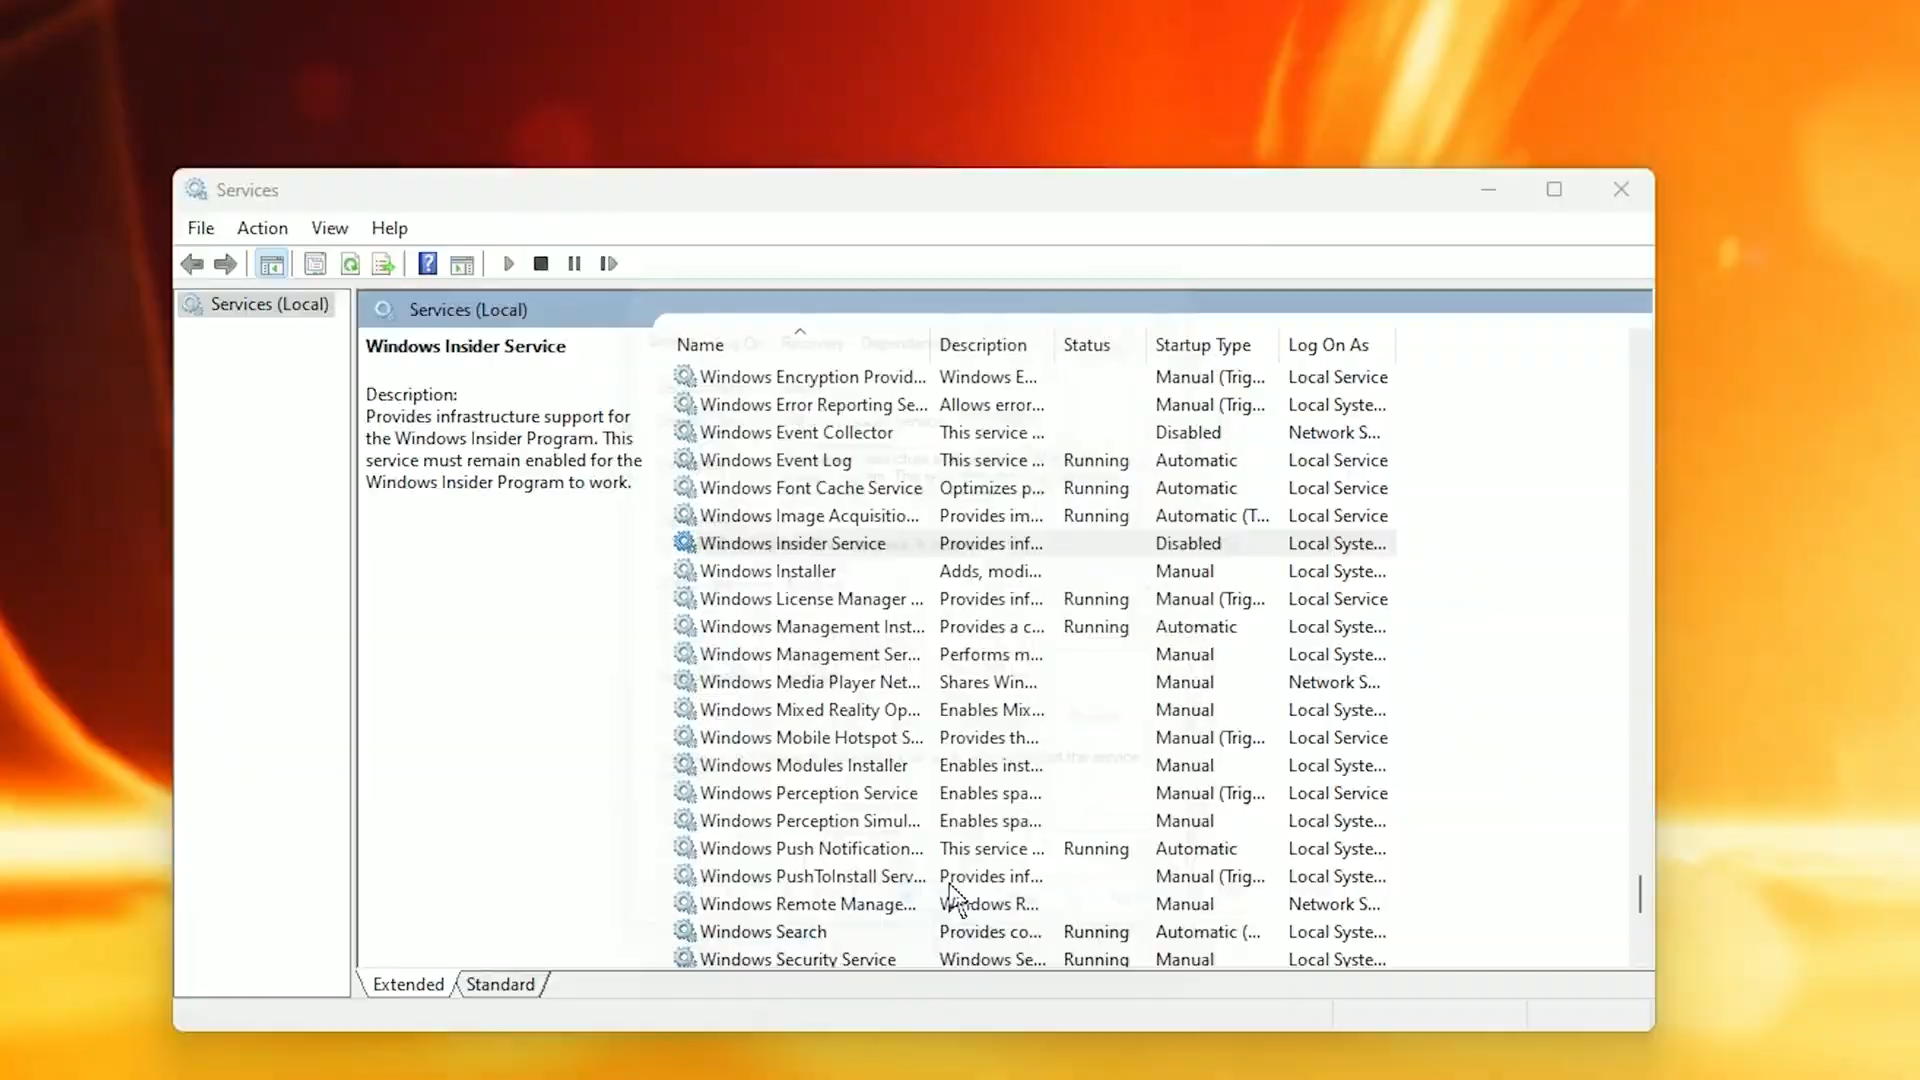 Services
File Action View Help
Services (Local)
Services (Local)
Windows Insider Service
Description:
Provides infrastructure support for
the Windows Insider Program. This
service must remain enabled for the
Windows Insider Program to work.
Name Description Status Startup Type Log On As
Windows Encryption Provid... Windows E... Manual (Trig... Local Service
Windows Error Reporting Se... Allows error... Manual (Trig... Local Syste...
Windows Event Collector This service ... Disabled Network S...
Windows Event Log This service ... Running Automatic Local Service
Windows Font Cache Service Optimizes p... Running Automatic Local Service
Windows Image Acquisitio... Provides im... Running Automatic (T... Local Service
Windows Insider Service Provides inf... Disabled Local Syste...
Windows Installer Adds, modi... Manual Local Syste...
Windows License Manager ... Provides inf... Running Manual (Trig... Local Service
Windows Management Inst... Provides a c... Running Automatic Local Syste...
Windows Management Ser... Performs m... Manual Local Syste...
Windows Media Player Net... Shares Win... Manual Network S...
Windows Mixed Reality Op... Enables Mix... Manual Local Syste...
Windows Mobile Hotspot S... Provides th... Manual (Trig... Local Service
Windows Modules Installer Enables inst... Manual Local Syste...
Windows Perception Service Enables spa... Manual (Trig... Local Service
Windows Perception Simul... Enables spa... Manual Local Syste...
Windows Push Notification... This service ... Running Automatic Local Syste...
Windows PushToInstall Serv... Provides inf... Manual (Trig... Local Syste...
Windows Remote Manage... Windows R... Manual Network S...
Windows Search Provides co... Running Automatic (... Local Syste...
Windows Security Service Windows Se... Running Manual Local Syste...
Extended Standard